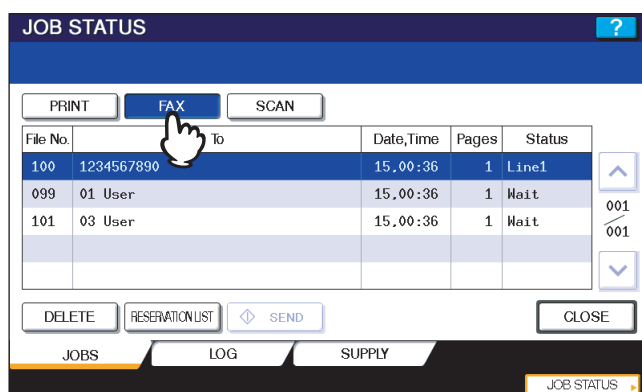 JOB STATUS ?
PRINT FAX SCAN
File No. To Date,Time Pages Status
100 1234567890 15,00:36 1 Line1
099 01 User 15,00:36 1 Wait
101 03 User 15,00:36 1 Wait
001
001
DELETE RESERVATION LIST SEND CLOSE
JOBS LOG SUPPLY
JOB STATUS